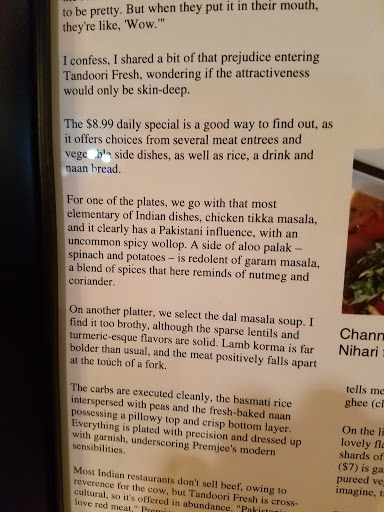 to be pretty. But when they put it in their mouth,
they're like, 'Wow.'"
I confess, I shared a bit of that prejudice entering
Tandoori Fresh, wondering if the attractiveness
would only be skin-deep.
The $8.99 daily special is a good way to find out, as
it offers choices from several meat entrees and
vegetable side dishes, as well as rice, a drink and
naan bread.
For one of the plates, we go with that most
elementary of Indian dishes, chicken tikka masala,
and it clearly has a Pakistani influence, with an
uncommon spicy wollop. A side of aloo palak –
spinach and potatoes – is redolent of garam masala,
a blend of spices that here reminds of nutmeg and
coriander.
On another platter, we select the dal masala soup. I
find it too brothy, although the sparse lentils and
turmeric-esque flavors are solid. Lamb korma is far
bolder than usual, and the meat positively falls apart
at the touch of a fork.
The carbs are executed cleanly, the basmati rice
interspersed with peas and the fresh-baked naan
possessing a pillowy top and crisp bottom layer.
Everything is plated with precision and dressed up
with garnish, underscoring Premjee's modern
sensibilities.
Most Indian restaurants don't sell beef, owing to
reverence for the cow, but Tandoori Fresh is cross-
cultural, so it's offered in abundance. "Pakistanis
love red meat,"
Chann
Nihari
tells me
ghee (cl
On the li
lovely fla
shards of
($7) is ga
pureed ve
imagine, t